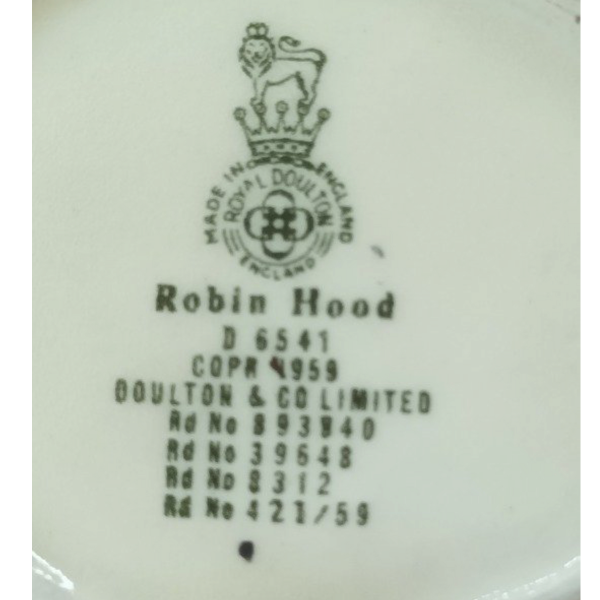 MADE IN ENGLAND
ROYAL DOULTON
ENGLAND
Robin Hood
D 6541
COPR 1959
DOULTON & CO LIMITED
Rd No 893840
Rd No 39648
Rd No 8312
Rd No 421/59